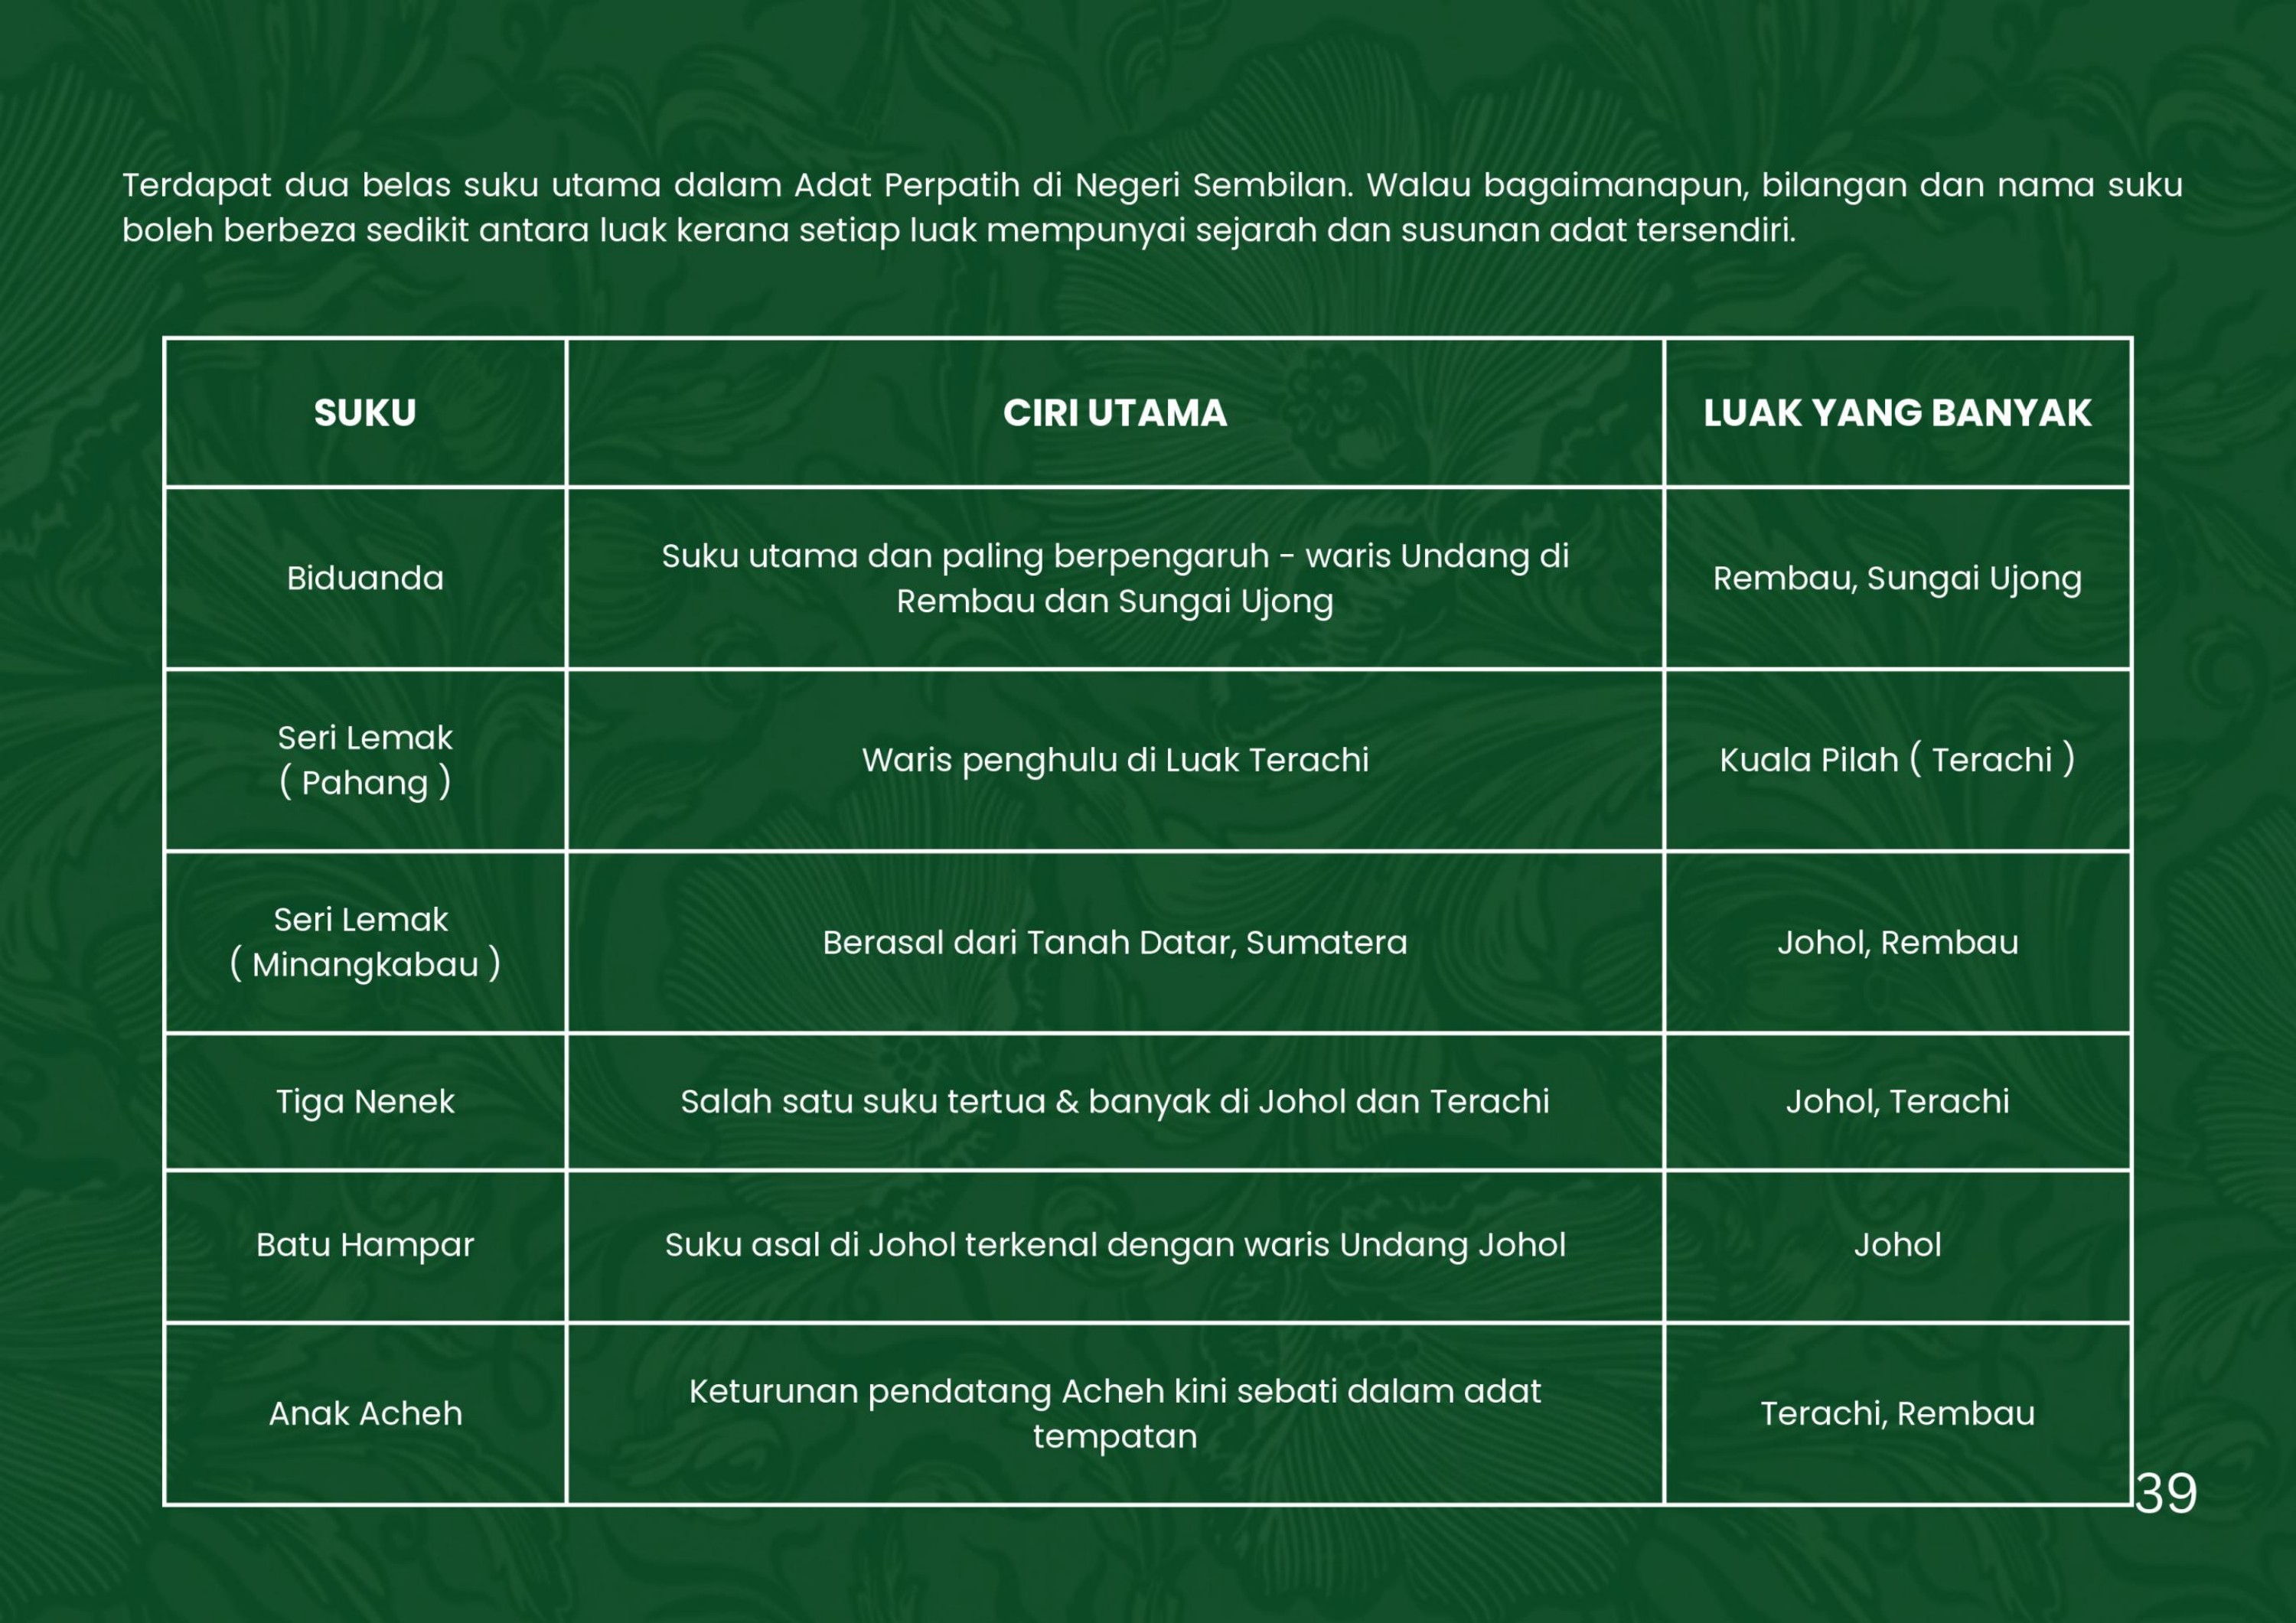 Terdapat dua belas suku utama dalam Adat Perpatih di Negeri Sembilan. Walau bagaimanapun, bilangan dan nama suku
boleh berbeza sedikit antara luak kerana setiap luak mempunyai sejarah dan susunan adat tersendiri.
SUKU
CIRI UTAMA
LUAK YANG BANYAK
Biduanda
Suku utama dan paling berpengaruh - waris Undang di
Rembau dan Sungai Ujong
Rembau, Sungai Ujong
Seri Lemak
( Pahang )
Waris penghulu di Luak Terachi
Kuala Pilah ( Terachi )
Seri Lemak
( Minangkabau )
Berasal dari Tanah Datar, Sumatera
Johol, Rembau
Tiga Nenek
Salah satu suku tertua & banyak di Johol dan Terachi
Johol, Terachi
Batu Hampar
Suku asal di Johol terkenal dengan waris Undang Johol
Johol
Anak Acheh
Keturunan pendatang Acheh kini sebati dalam adat
tempatan
Terachi, Rembau
39